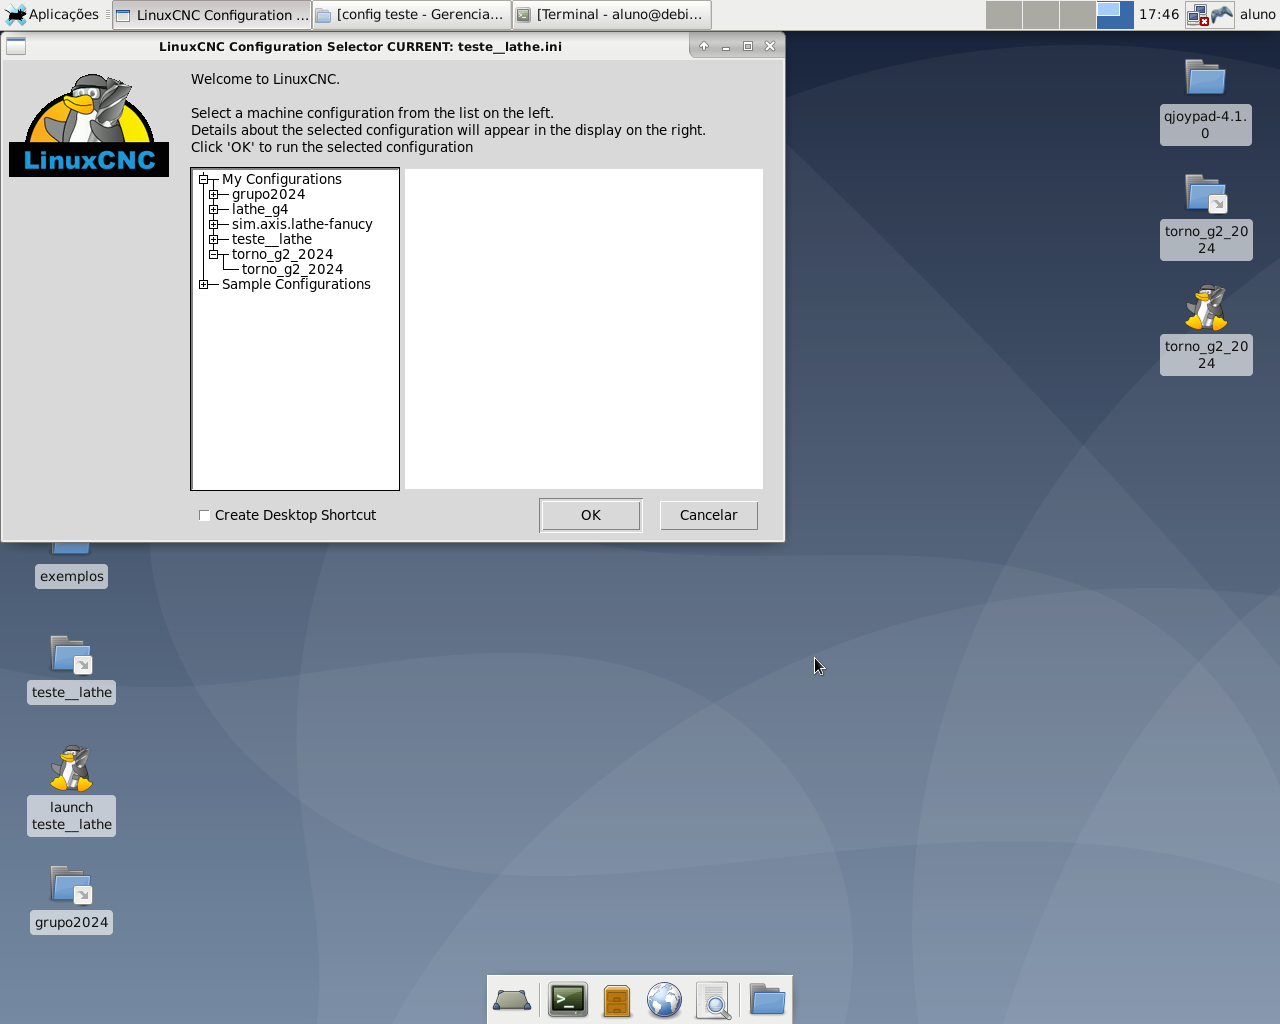 Aplicações
LinuxCNC Configuration ...
[config teste - Gerencia...
[Terminal - aluno@debi...
17:46
aluno
LinuxCNC Configuration Selector CURRENT: teste__lathe.ini
LinuxCNC
Welcome to LinuxCNC.
Select a machine configuration from the list on the left.
Details about the selected configuration will appear in the display on the right.
Click 'OK' to run the selected configuration
My Configurations
grupo2024
lathe_g4
sim.axis.lathe-fanucy
teste__lathe
torno_g2_2024
torno_g2_2024
Sample Configurations
Create Desktop Shortcut
OK
Cancelar
qjoypad-4.1.
0
torno_g2_20
24
torno_g2_20
24
exemplos
teste__lathe
launch
teste__lathe
grupo2024